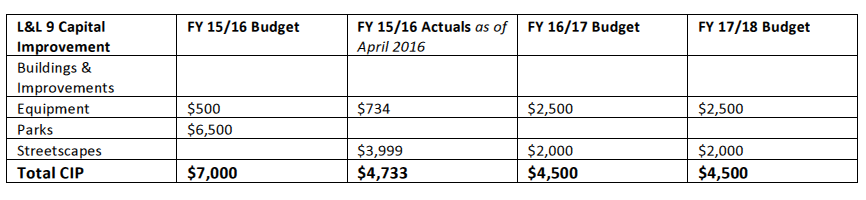 L&L 9 Capital Improvement FY 15/16 Budget FY 15/16 Actuals as of April 2016 FY 16/17 Budget FY 17/18 Budget
Buildings & Improvements
Equipment $500 $734 $2,500 $2,500
Parks $6,500
Streetscapes $3,999 $2,000 $2,000
Total CIP $7,000 $4,733 $4,500 $4,500